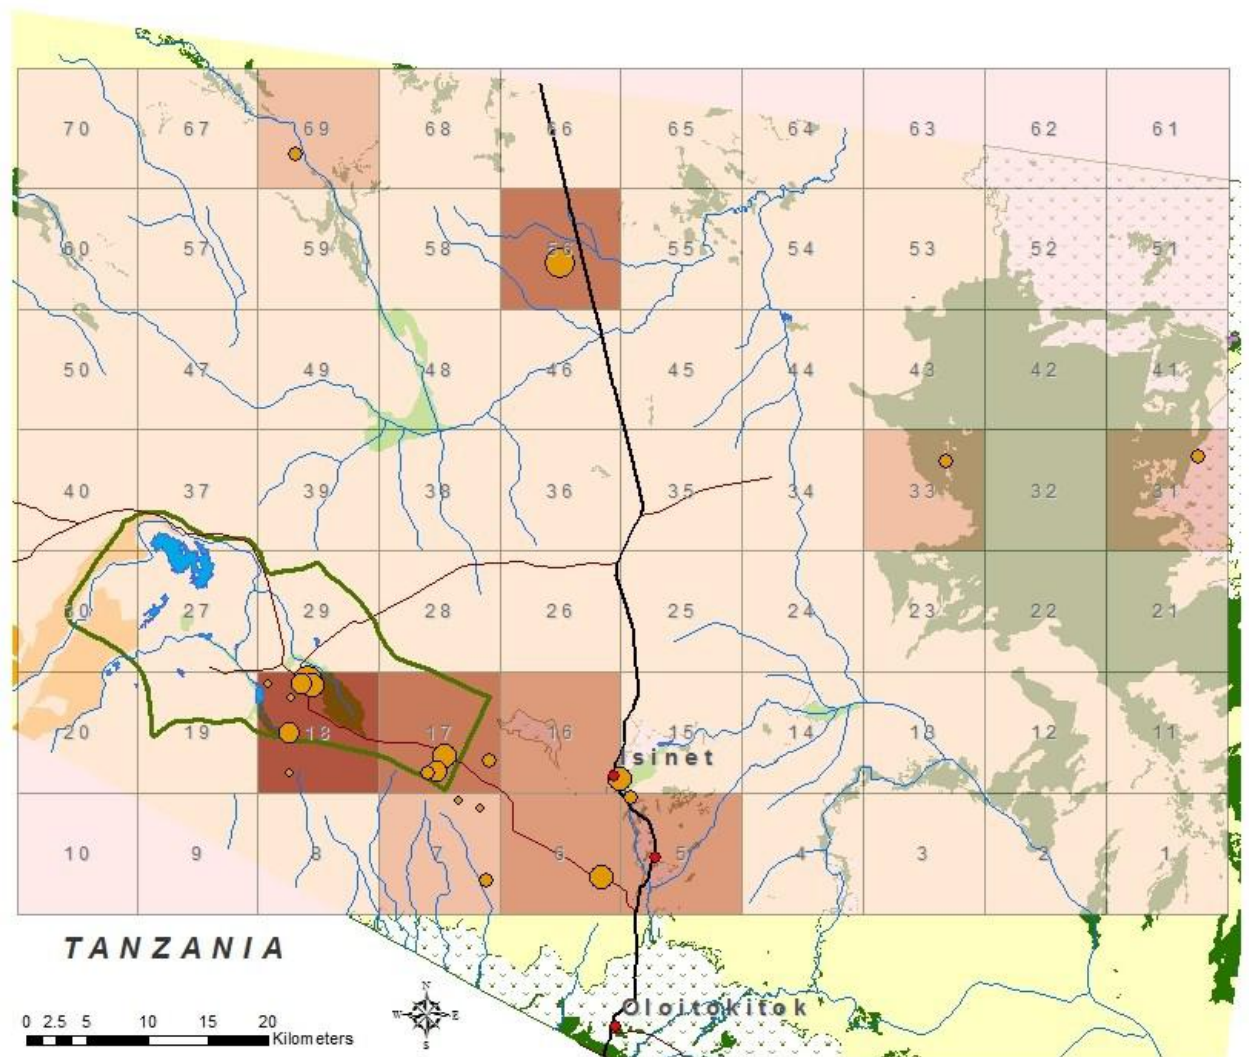 70 67 69 68 66 65 64 63 62 61
60 57 59 58 56 55 54 53 52 51
50 47 49 48 46 45 44 43 42 41
40 37 39 38 36 35 34 33 32 31
30 27 29 28 26 25 24 23 22 21
20 19 18 17 16 15 14 13 12 11
Isinet
10 9 8 7 6 5 4 3 2 1
TANZANIA
Oloitokitok
N
W E
S
0 2.5 5 10 15 20
Kilometers